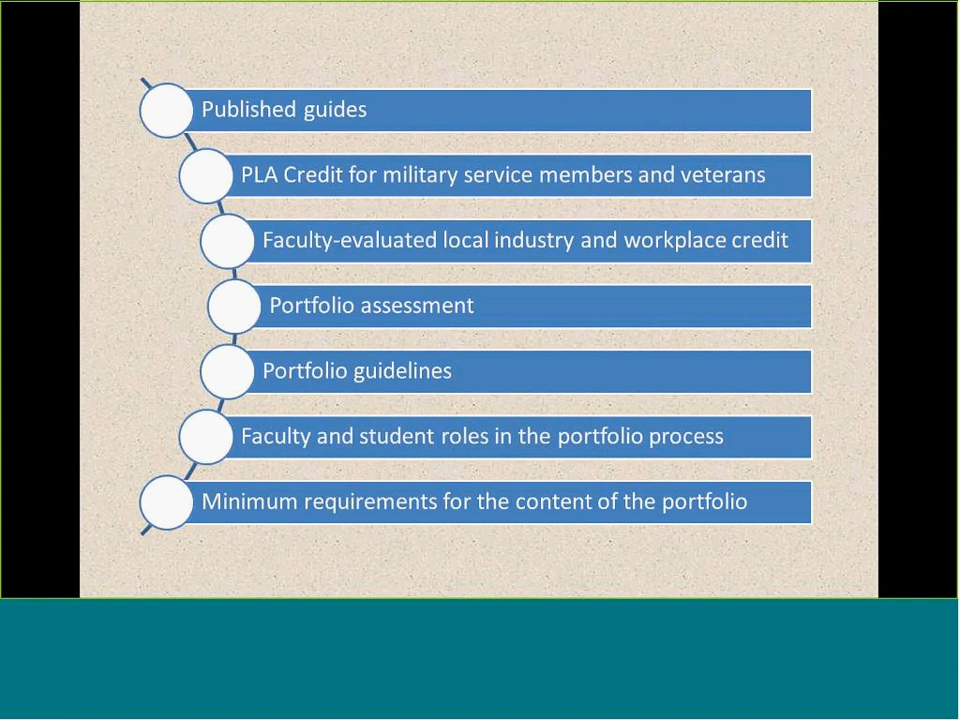 Published guides
PLA Credit for military service members and veterans
Faculty-evaluated local industry and workplace credit
Portfolio assessment
Portfolio guidelines
Faculty and student roles in the portfolio process
Minimum requirements for the content of the portfolio